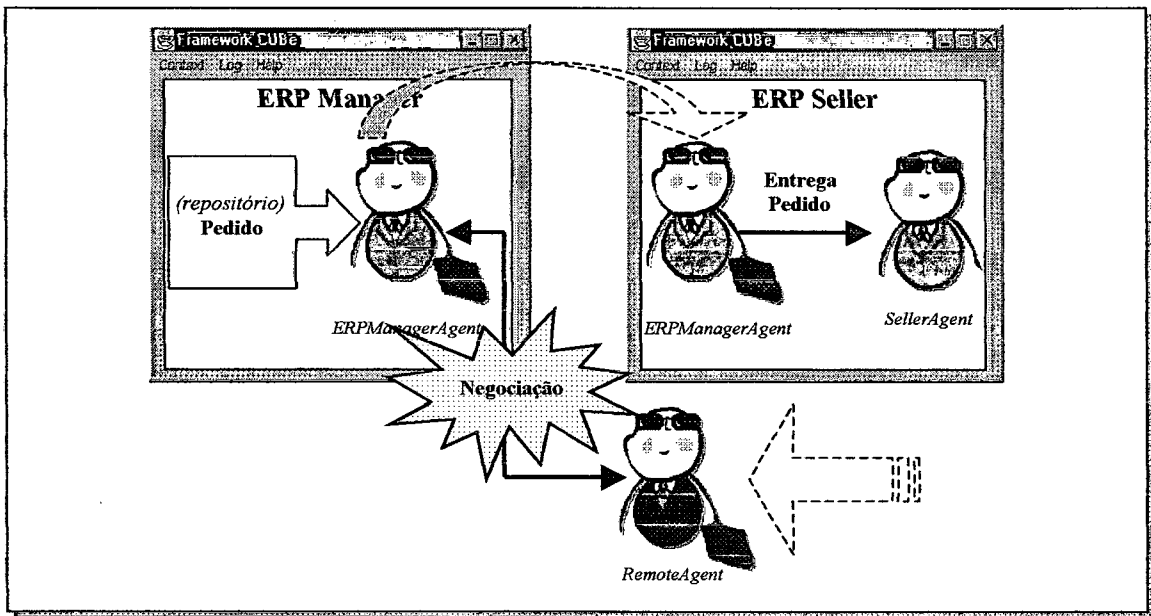 Framework CUBe
Context Log Help
ERP Manager
(repositório)
Pedido
ERPManagerAgent
Framework CUBe
Context Log Help
ERP Seller
Entrega
Pedido
ERPManagerAgent
SellerAgent
Negociação
RemoteAgent